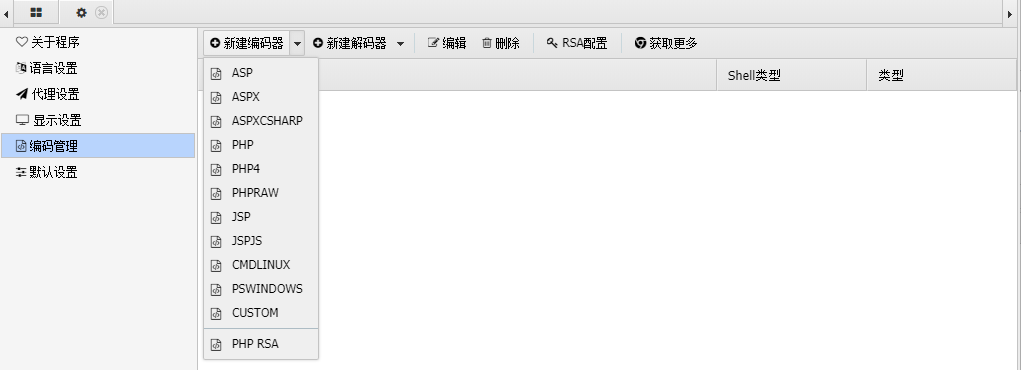 关于程序
语言设置
代理设置
显示设置
编码管理
默认设置
新建编码器 新建解码器 编辑 删除 RSA配置 获取更多
Shell类型 类型
ASP
ASPX
ASPXCSHARP
PHP
PHP4
PHPRAW
JSP
JSPJS
CMDLINUX
PSWINDOWS
CUSTOM
PHP RSA